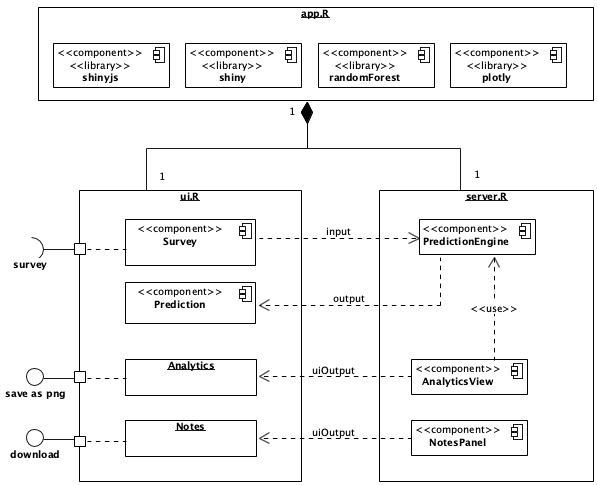 app.R
<<component>>
<<library>>
shinyjs
<<component>>
<<library>>
shiny
<<component>>
<<library>>
randomForest
<<component>>
<<library>>
plotly
1
1
1
ui.R
server.R
<<component>>
Survey
input
<<component>>
PredictionEngine
survey
<<component>>
Prediction
output
<<use>>
Analytics
uiOutput
<<component>>
AnalyticsView
save as png
Notes
uiOutput
<<component>>
NotesPanel
download